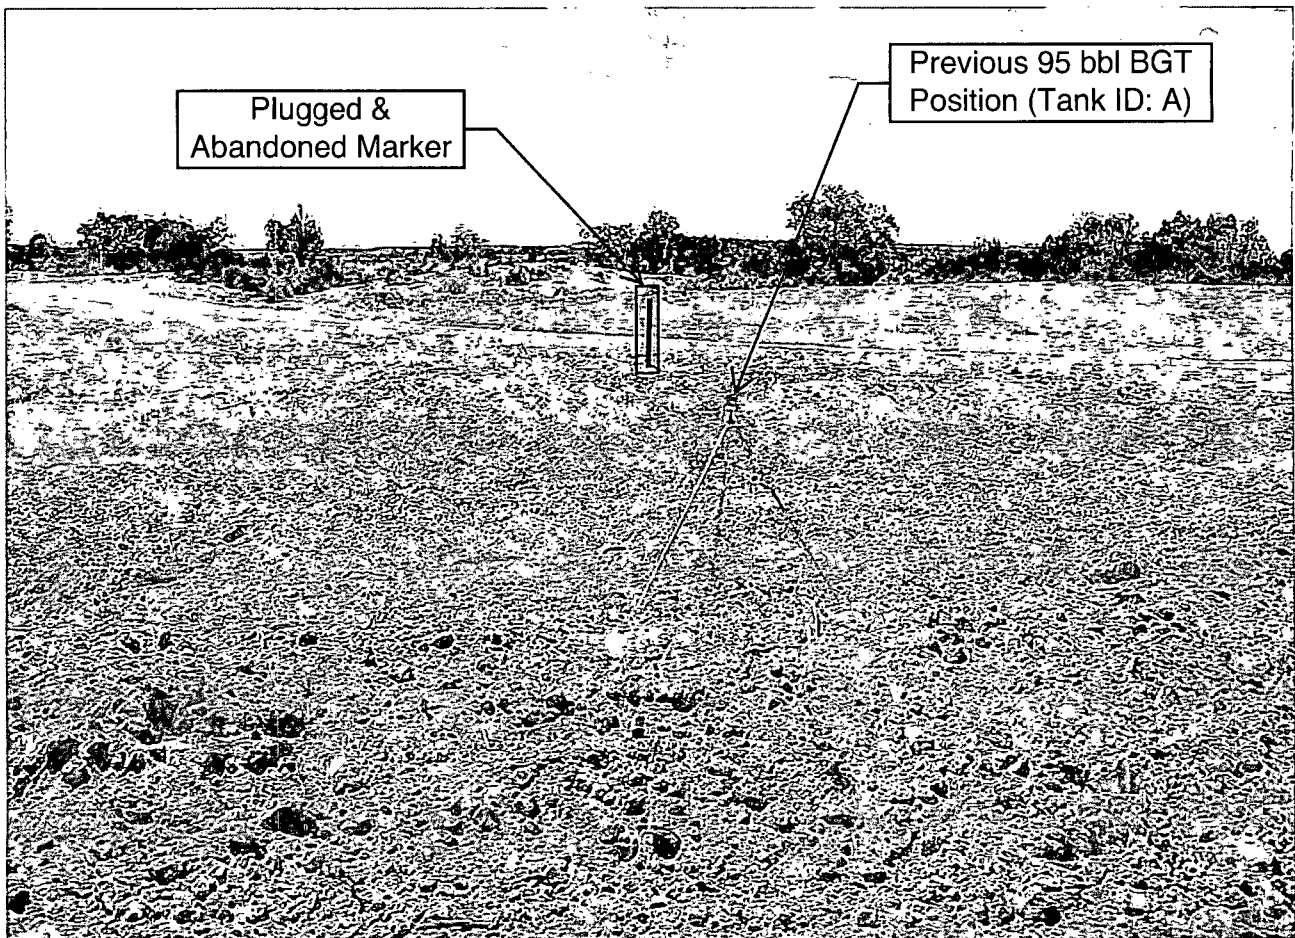 Previous 95 bbl BGT
Position (Tank ID: A)
Plugged &
Abandoned Marker